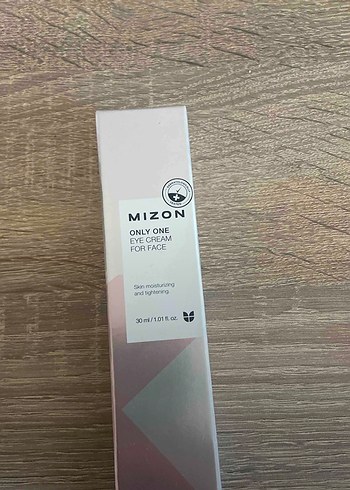 MIZON
ONLY ONE
EYE CREAM
FOR FACE
Skin moisturizing
and tightening
30 ml / 1.01 fl. oz.